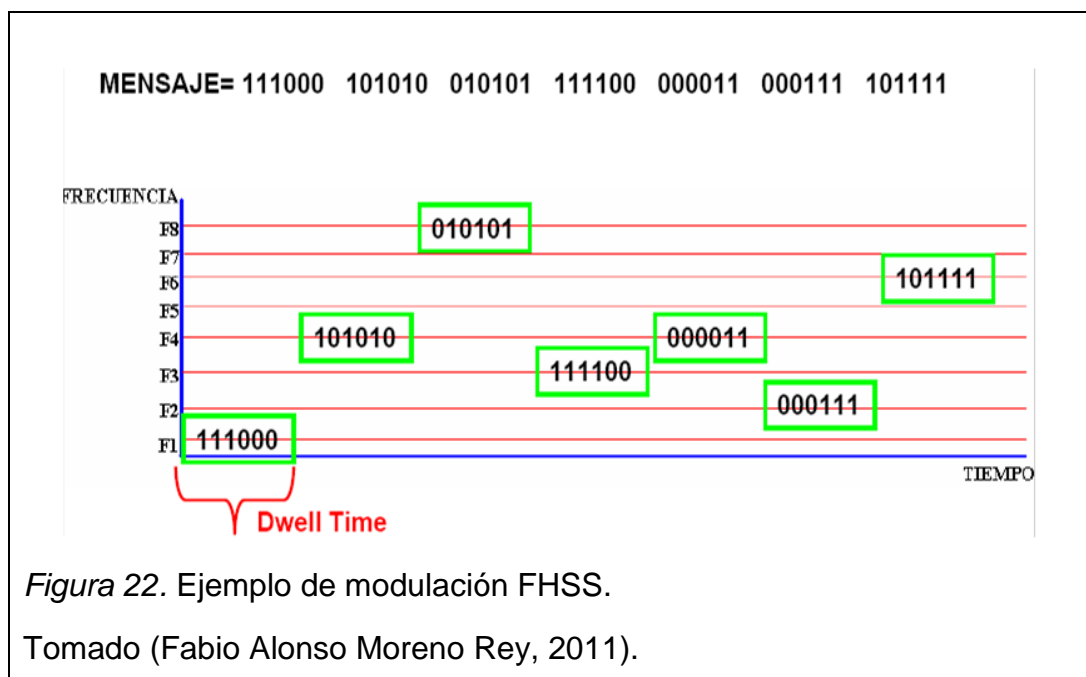 MENSAJE= 111000 101010 010101 111100 000011 000111 101111
FRECUENCIA
F8 010101
F7
F6 101111
F5
F4 101010 000011
F3 111100
F2 000111
F1 111000
TIEMPO
Dwell Time
Figura 22. Ejemplo de modulación FHSS.
Tomado (Fabio Alonso Moreno Rey, 2011).